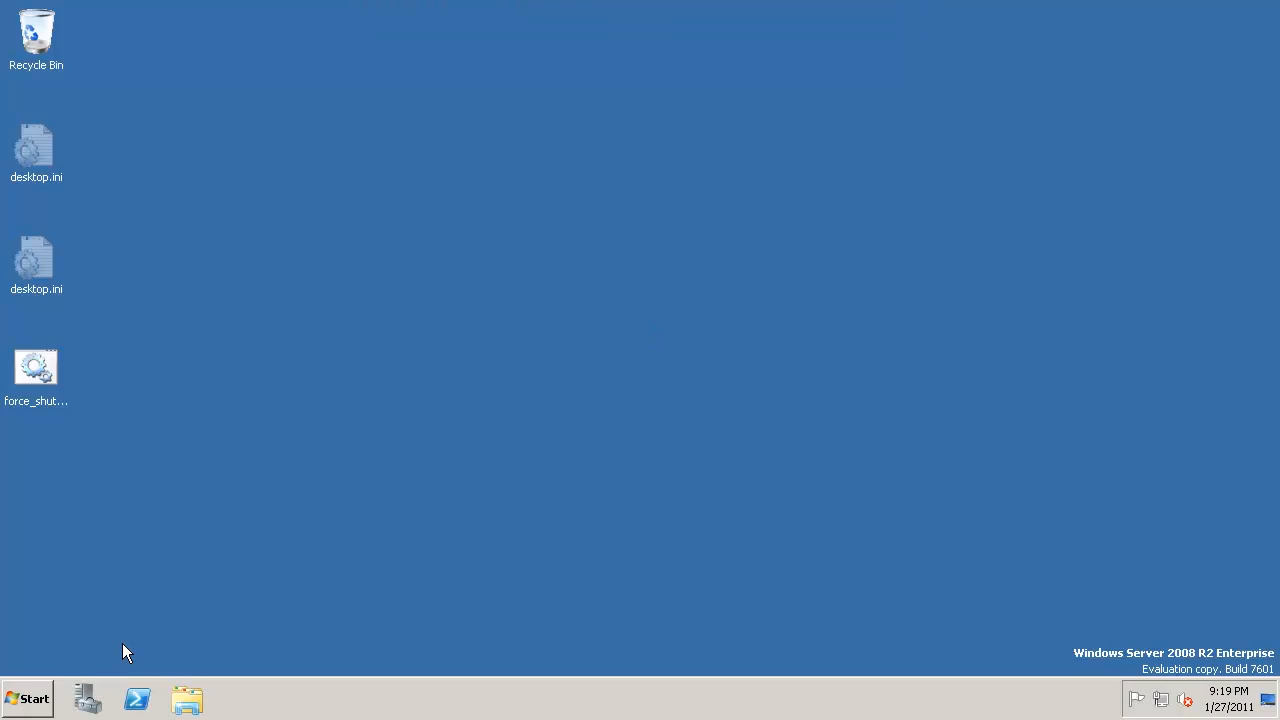 Recycle Bin
desktop.ini
desktop.ini
force_shut...
Windows Server 2008 R2 Enterprise
Evaluation copy. Build 7601
Start
9:19 PM
1/27/2011